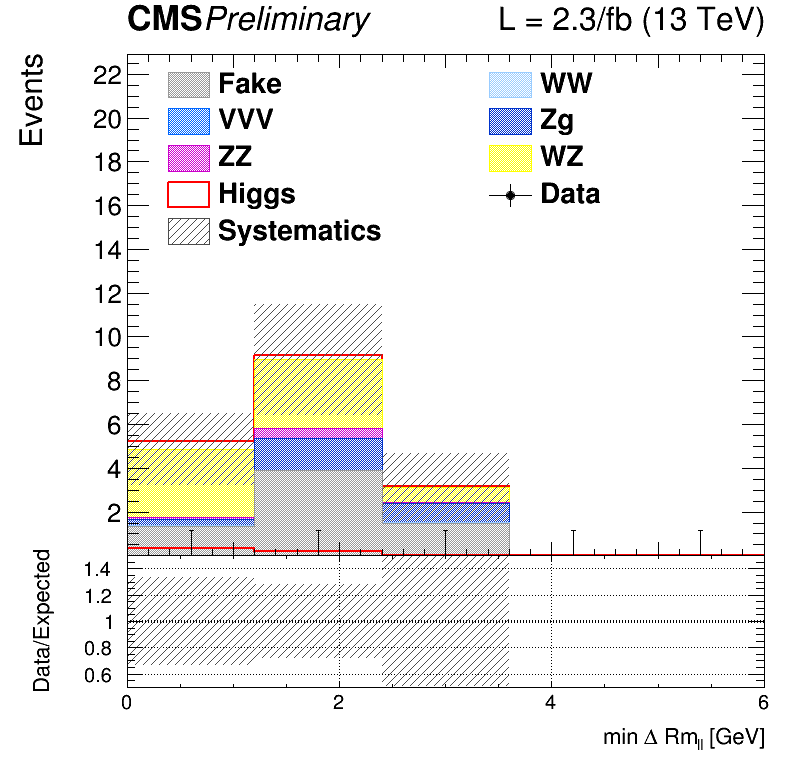 CMS Preliminary L = 2.3/fb (13 TeV)
Events
22
20
18
16
14
12
10
8
6
4
2
Fake
VVV
ZZ
Higgs
Systematics
WW
Zg
WZ
Data
Data/Expected
1.4
1.2
1
0.8
0.6
0 2 4 6
min Δ Rm_ll [GeV]